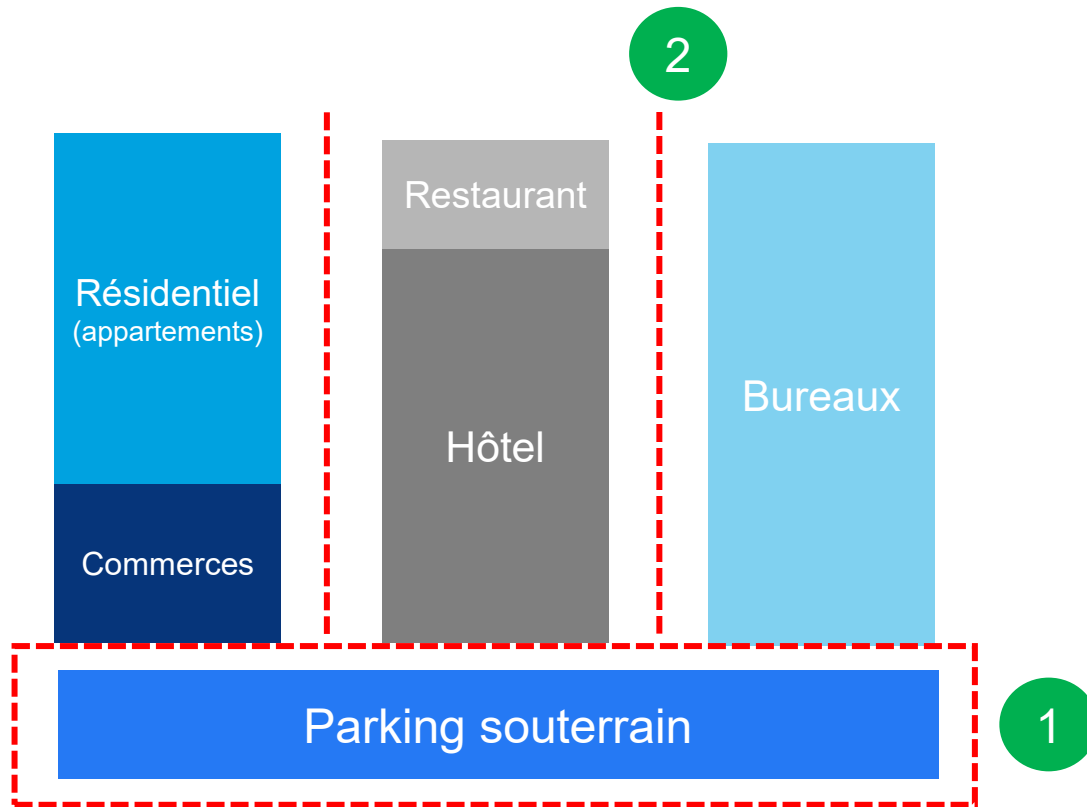 2
Restaurant
Résidentiel
(appartements)
Bureaux
Hôtel
Commerces
Parking souterrain
1